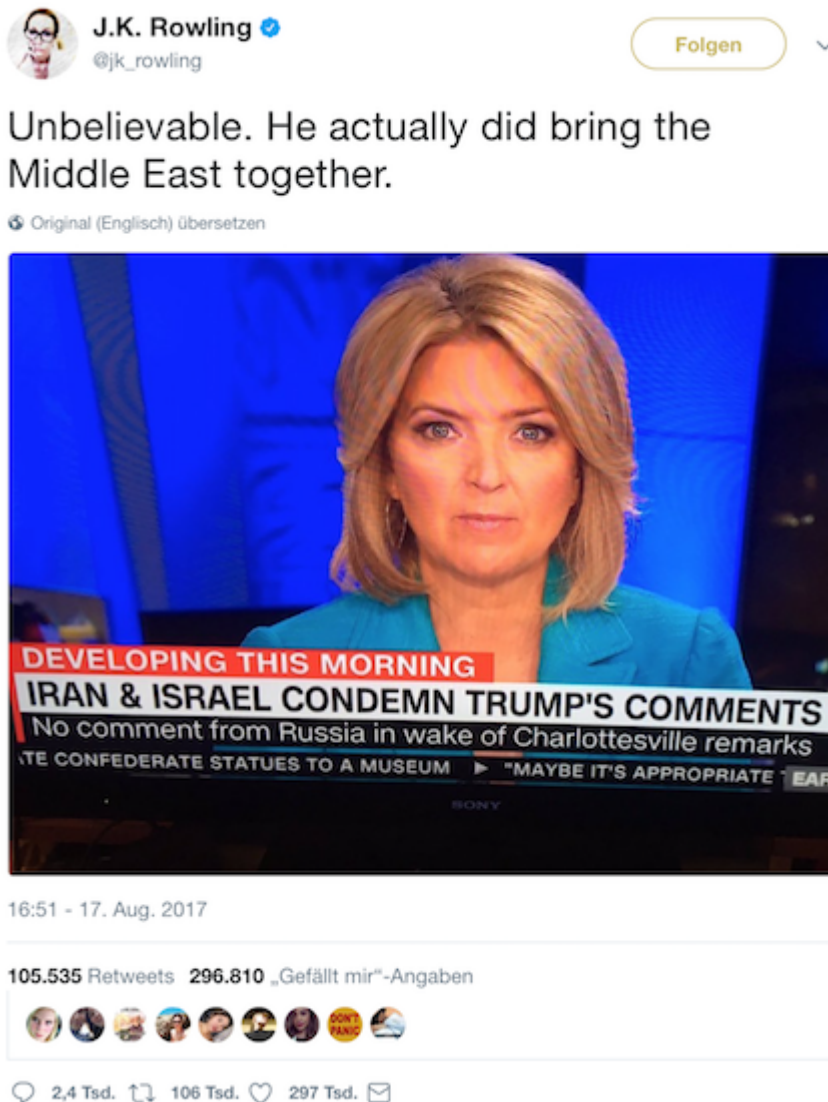 J.K. Rowling
@jk_rowling
Folgen
Unbelievable. He actually did bring the
Middle East together.
Original (Englisch) übersetzen
DEVELOPING THIS MORNING
IRAN & ISRAEL CONDEMN TRUMP'S COMMENTS
No comment from Russia in wake of Charlottesville remarks
TE CONFEDERATE STATUES TO A MUSEUM ▶ "MAYBE IT'S APPROPRIATE EAR
SONY
16:51 - 17. Aug. 2017
105.535 Retweets 296.810 „Gefällt mir“-Angaben
DON'T
PANIC
2,4 Tsd. 106 Tsd. 297 Tsd.